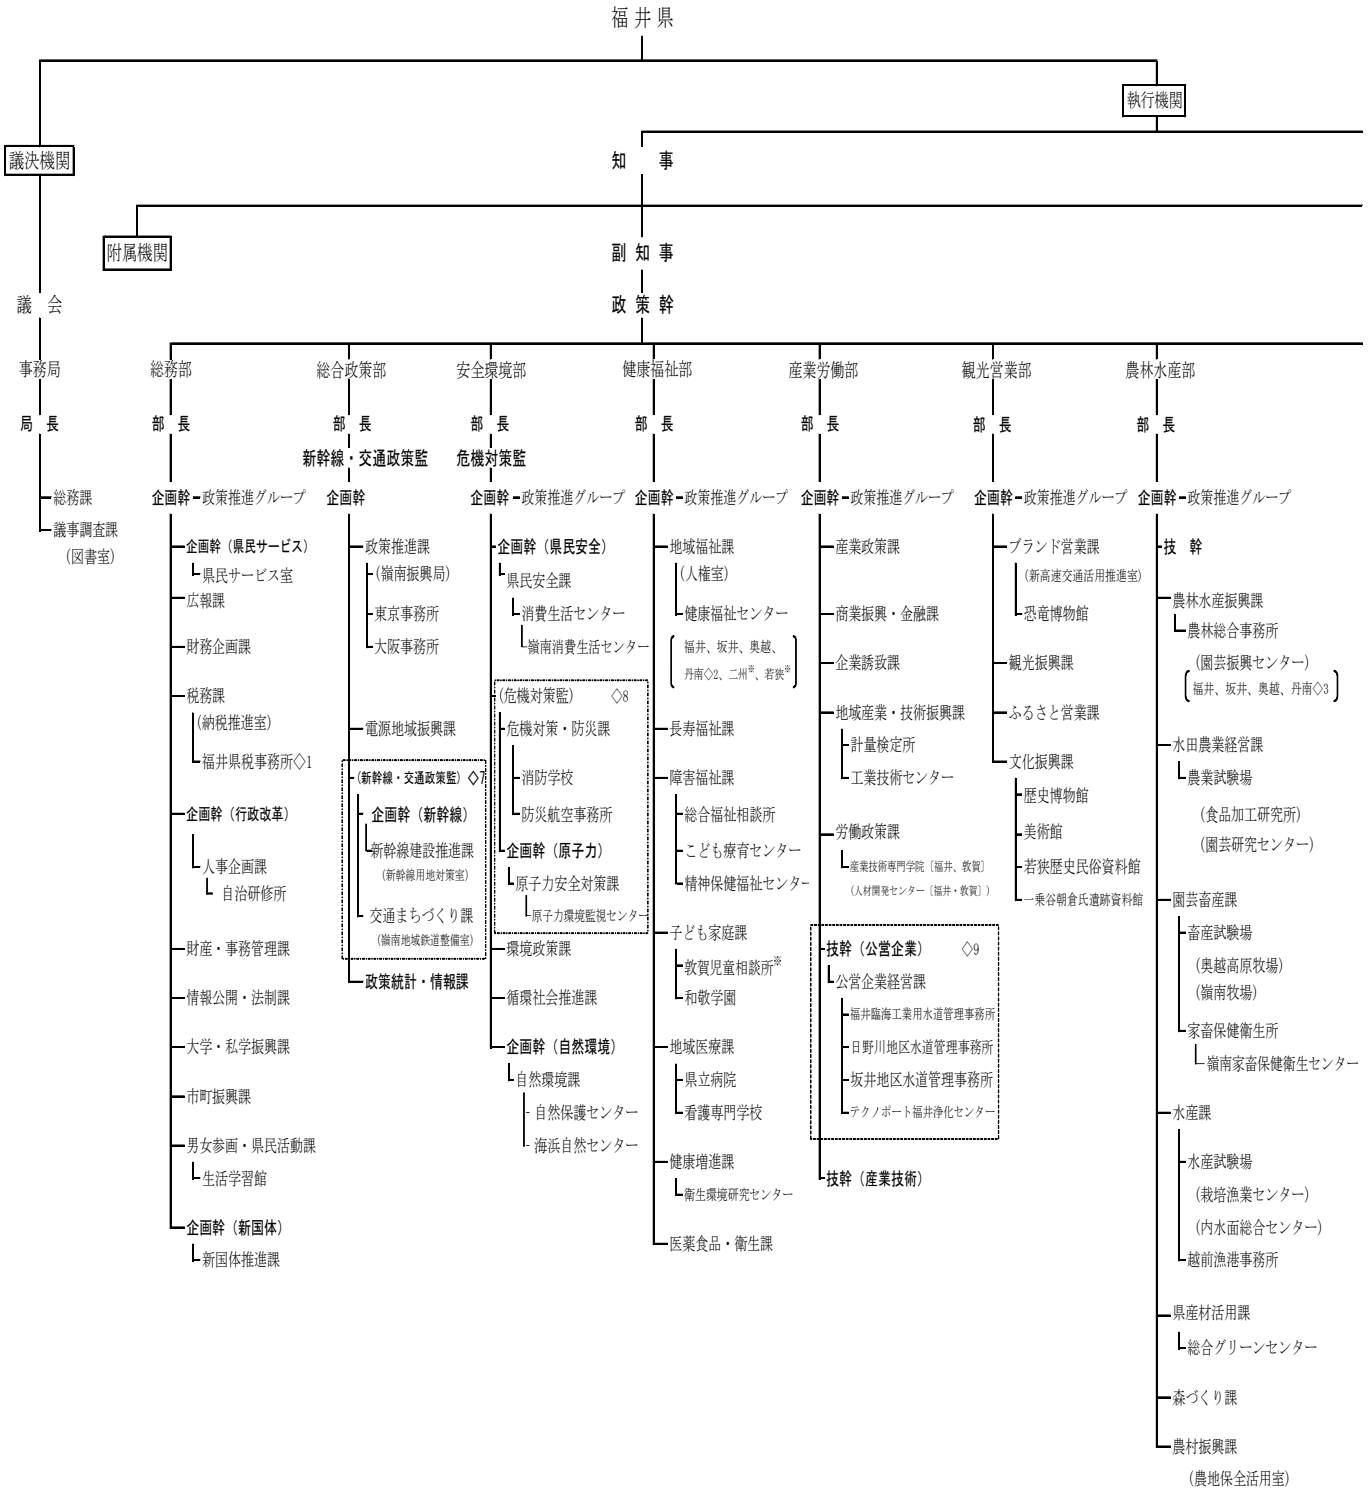 福井県
執行機関
議決機関
知　事
附属機関
副知事
政策幹
議　会
事務局
局　長
総務課
議事調査課
(図書室)
総務部
部　長
企画幹－政策推進グループ
企画幹（県民サービス）
県民サービス室
広報課
財務企画課
税務課
(納税推進室)
福井県税事務所◇1
企画幹（行政改革）
人事企画課
自治研修所
財産・事務管理課
情報公開・法制課
大学・私学振興課
市町振興課
男女参画・県民活動課
生活学習館
企画幹（新国体）
新国体推進課
総合政策部
部　長
新幹線・交通政策監
企画幹
政策推進課
(嶺南振興局)
東京事務所
大阪事務所
電源地域振興課
(新幹線・交通政策監) ◇7
企画幹（新幹線）
新幹線建設推進課
(新幹線用地対策室)
交通まちづくり課
(嶺南地域鉄道整備室)
政策統計・情報課
安全環境部
部　長
危機対策監
企画幹－政策推進グループ
企画幹（県民安全）
県民安全課
消費生活センター
嶺南消費生活センター
(危機対策監)　◇8
危機対策・防災課
消防学校
防災航空事務所
企画幹（原子力）
原子力安全対策課
原子力環境監視センター
環境政策課
循環社会推進課
企画幹（自然環境）
自然環境課
自然保護センター
海浜自然センター
健康福祉部
部　長
企画幹－政策推進グループ
地域福祉課
(人権室)
健康福祉センター
福井、坂井、奥越、
丹南◇2、二州※、若狭※
長寿福祉課
障害福祉課
総合福祉相談所
こども療育センター
精神保健福祉センター
子ども家庭課
敦賀児童相談所※
和敬学園
地域医療課
県立病院
看護専門学校
健康増進課
衛生環境研究センター
医薬食品・衛生課
産業労働部
部　長
企画幹－政策推進グループ
産業政策課
商業振興・金融課
企業誘致課
地域産業・技術振興課
計量検定所
工業技術センター
労働政策課
産業技術専門学院〔福井、敦賀〕
(人材開発センター〔福井・敦賀〕)
技幹（公営企業）　◇9
公営企業経営課
福井臨海工業用水道管理事務所
日野川地区水道管理事務所
坂井地区水道管理事務所
テクノポート福井浄化センター
技幹（産業技術）
観光営業部
部　長
企画幹－政策推進グループ
ブランド営業課
(新高速交通活用推進室)
恐竜博物館
観光振興課
ふるさと営業課
文化振興課
歴史博物館
美術館
若狭歴史民俗資料館
一乗谷朝倉氏遺跡資料館
農林水産部
部　長
企画幹－政策推進グループ
技　幹
農林水産振興課
農林総合事務所
(園芸振興センター)
福井、坂井、奥越、丹南◇3
水田農業経営課
農業試験場
(食品加工研究所)
(園芸研究センター)
園芸畜産課
畜産試験場
(奥越高原牧場)
(嶺南牧場)
家畜保健衛生所
嶺南家畜保健衛生センター
水産課
水産試験場
(栽培漁業センター)
(内水面総合センター)
越前漁港事務所
県産材活用課
総合グリーンセンター
森づくり課
農村振興課
(農地保全活用室)